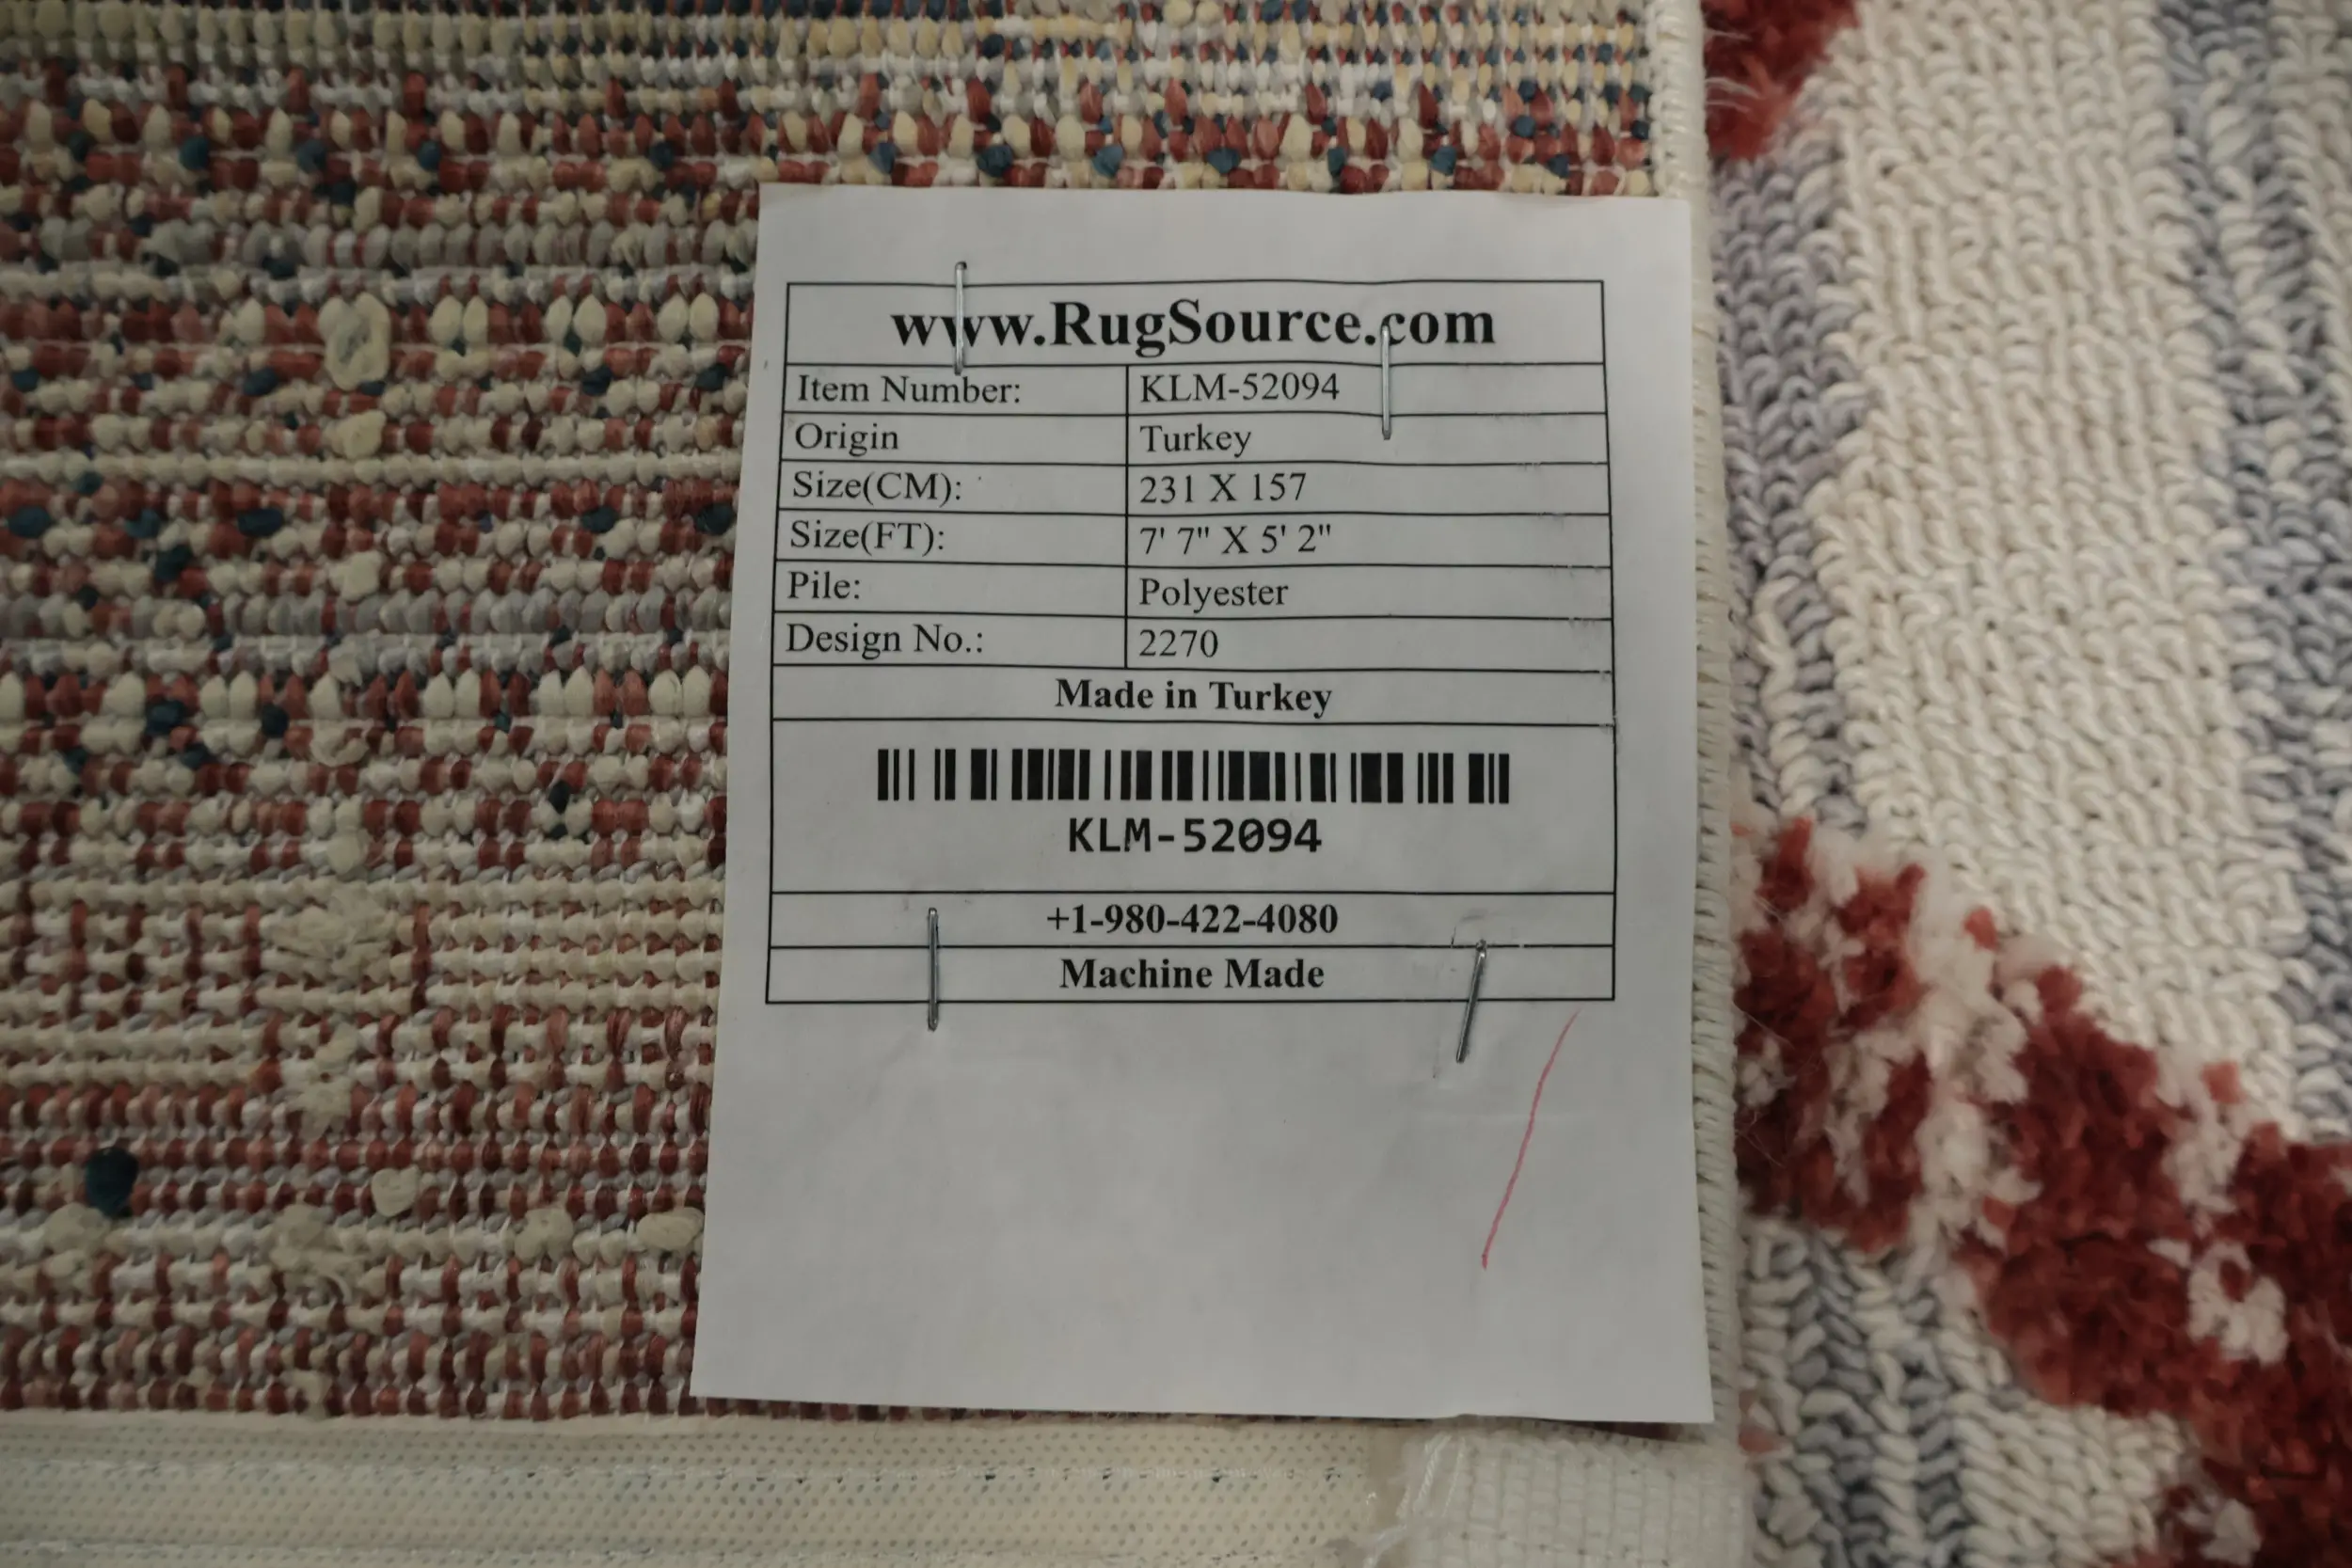 www.RugSource.com
Item Number: KLM-52094
Origin Turkey
Size(CM): 231 X 157
Size(FT): 7' 7" X 5' 2"
Pile: Polyester
Design No.: 2270
Made in Turkey
KLM-52094
+1-980-422-4080
Machine Made